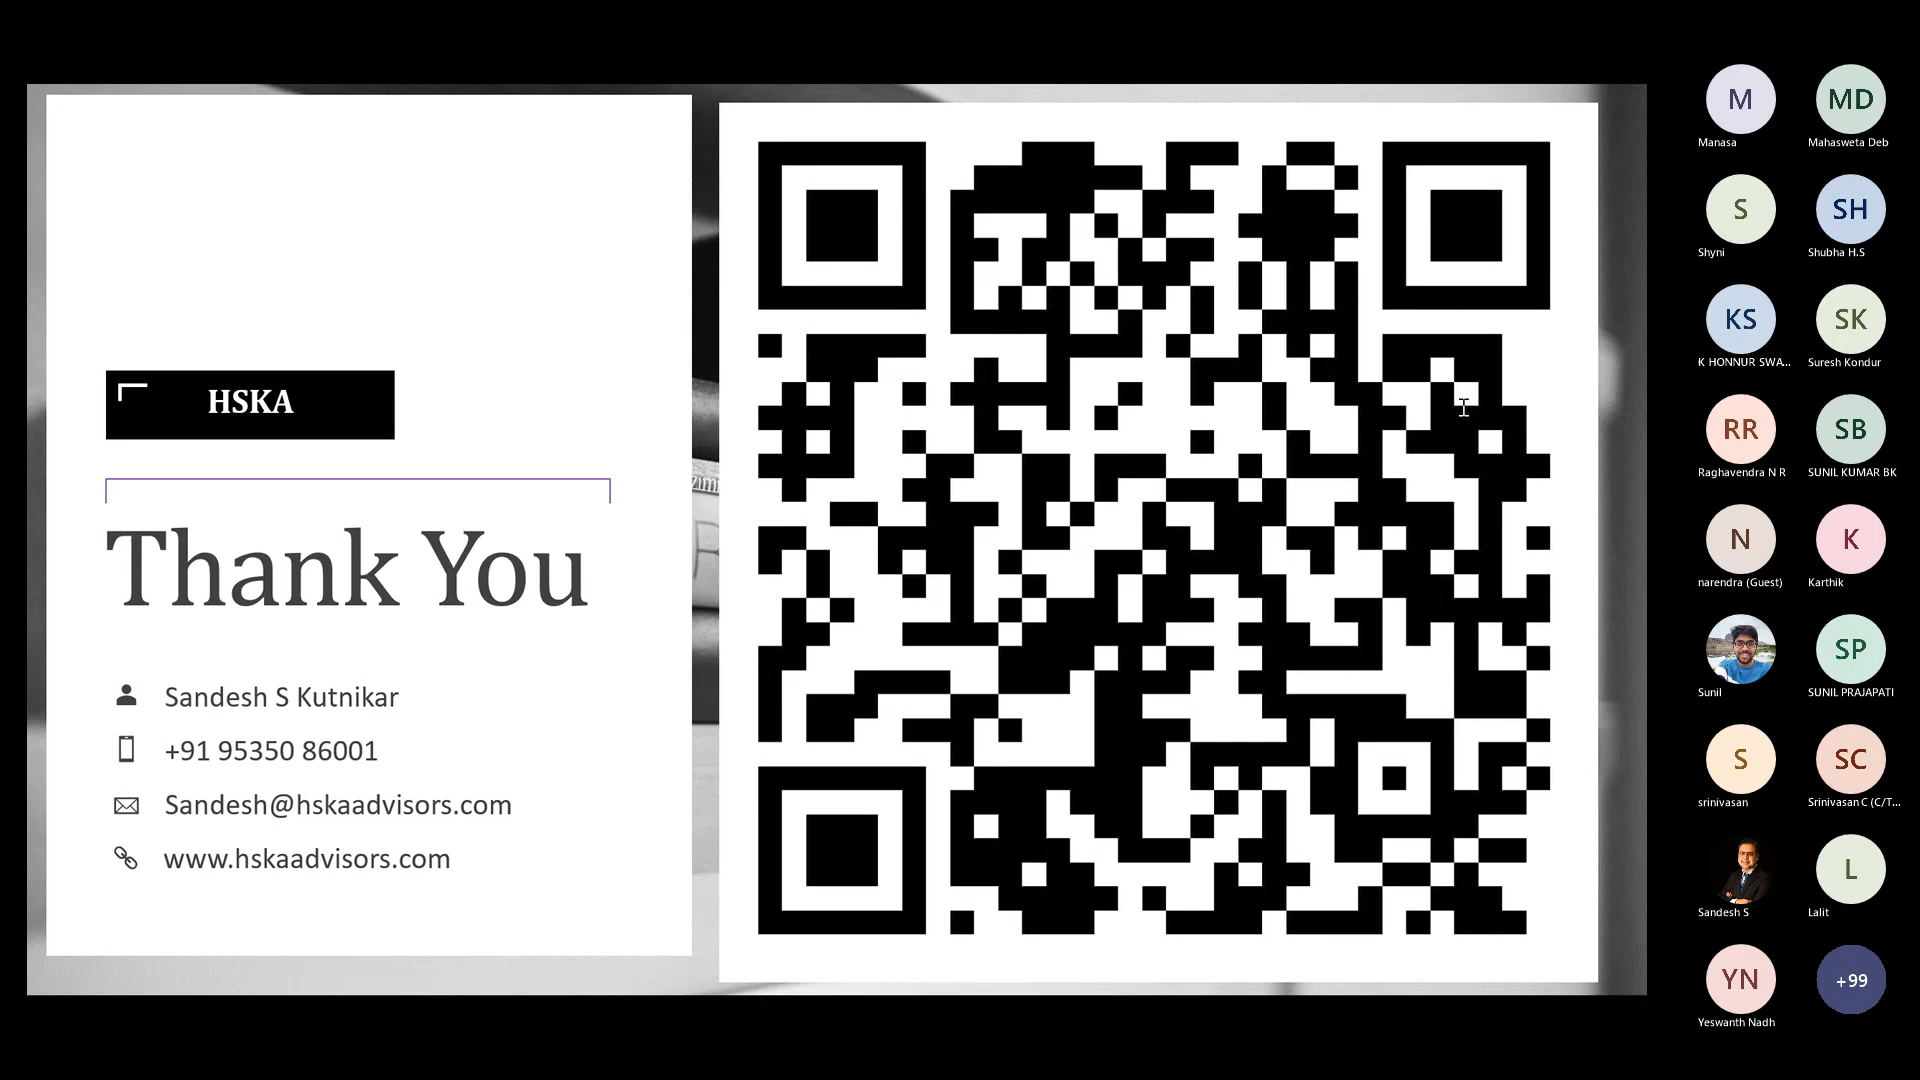 HSKA
Thank You
Sandesh S Kutnikar
+91 95350 86001
Sandesh@hskaadvisors.com
www.hskaadvisors.com
M
Manasa
MD
Mahasweta Deb
S
Shyni
SH
Shubha H.S
KS
K HONNUR SWA...
SK
Suresh Kondur
RR
Raghavendra N R
SB
SUNIL KUMAR BK
N
narendra (Guest)
K
Karthik
Sunil
SP
SUNIL PRAJAPATI
S
srinivasan
SC
Srinivasan C (C/T...
Sandesh S
L
Lalit
YN
Yeswanth Nadh
+99